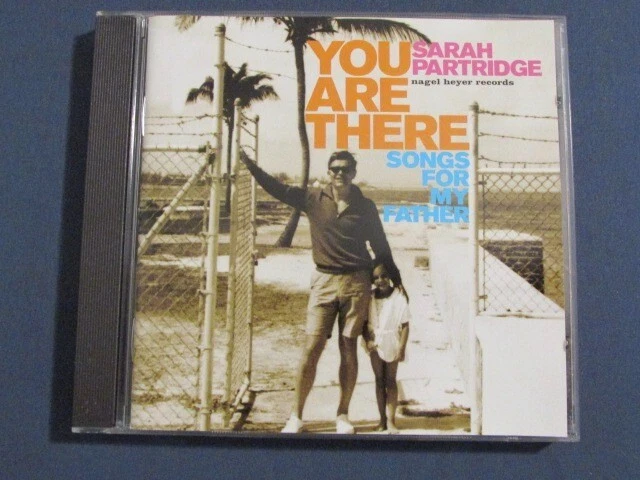 YOU
ARE
THERE
SARAH
PARTRIDGE
nagel heyer records
SONGS
FOR
MY
FATHER